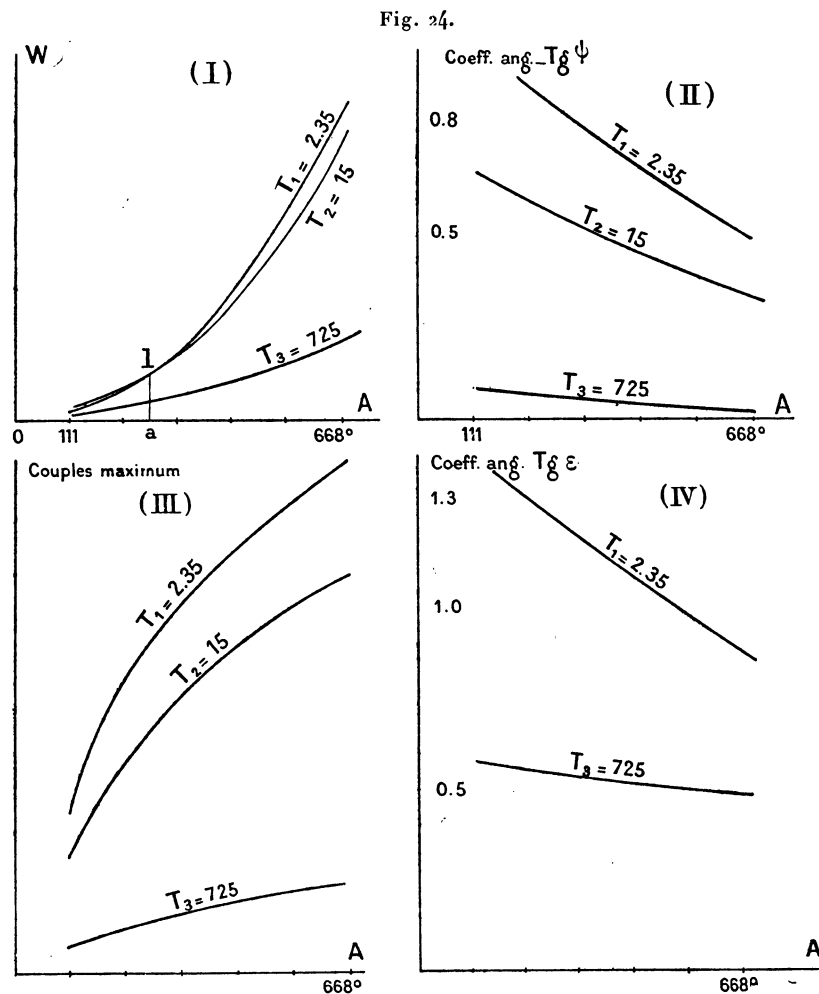 Fig. 24.
W
(I)
T₁ = 2.35
T₂ = 15
1
T₃ = 725
A
0
111
a
668°
Coeff. ang. Tg ψ
(II)
0.8
T₁ = 2.35
0.5
T₂ = 15
T₃ = 725
A
111
668°
Couples maximum
(III)
T₁ = 2.35
T₂ = 15
T₃ = 725
A
668°
Coeff. ang. Tg ε
1.3
(IV)
T₁ = 2.35
1.0
T₃ = 725
0.5
A
668°